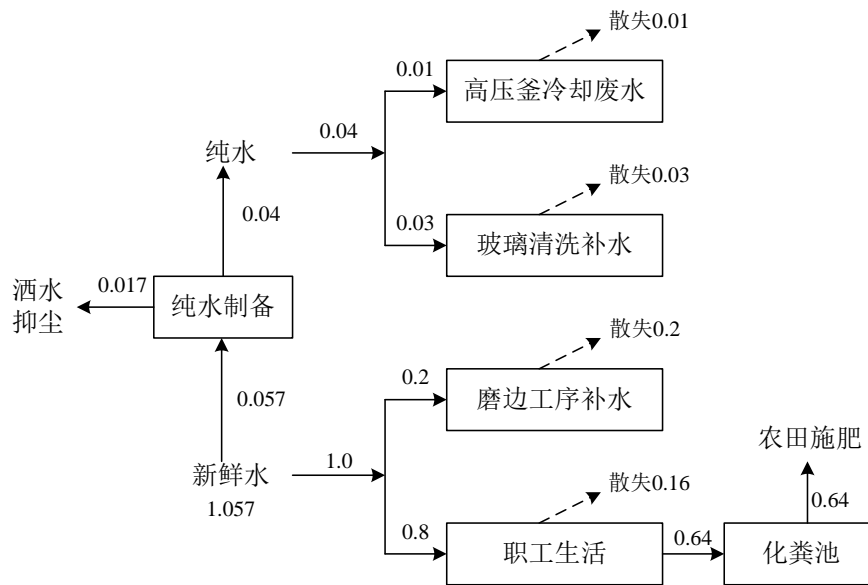 散失0.01
0.01
高压釜冷却废水
0.04
纯水
散失0.03
0.04
0.03
玻璃清洗补水
0.017
洒水
抑尘
纯水制备
散失0.2
0.057
0.2
磨边工序补水
农田施肥
新鲜水
1.0
1.057
散失0.16
0.64
0.8
职工生活
0.64
化粪池